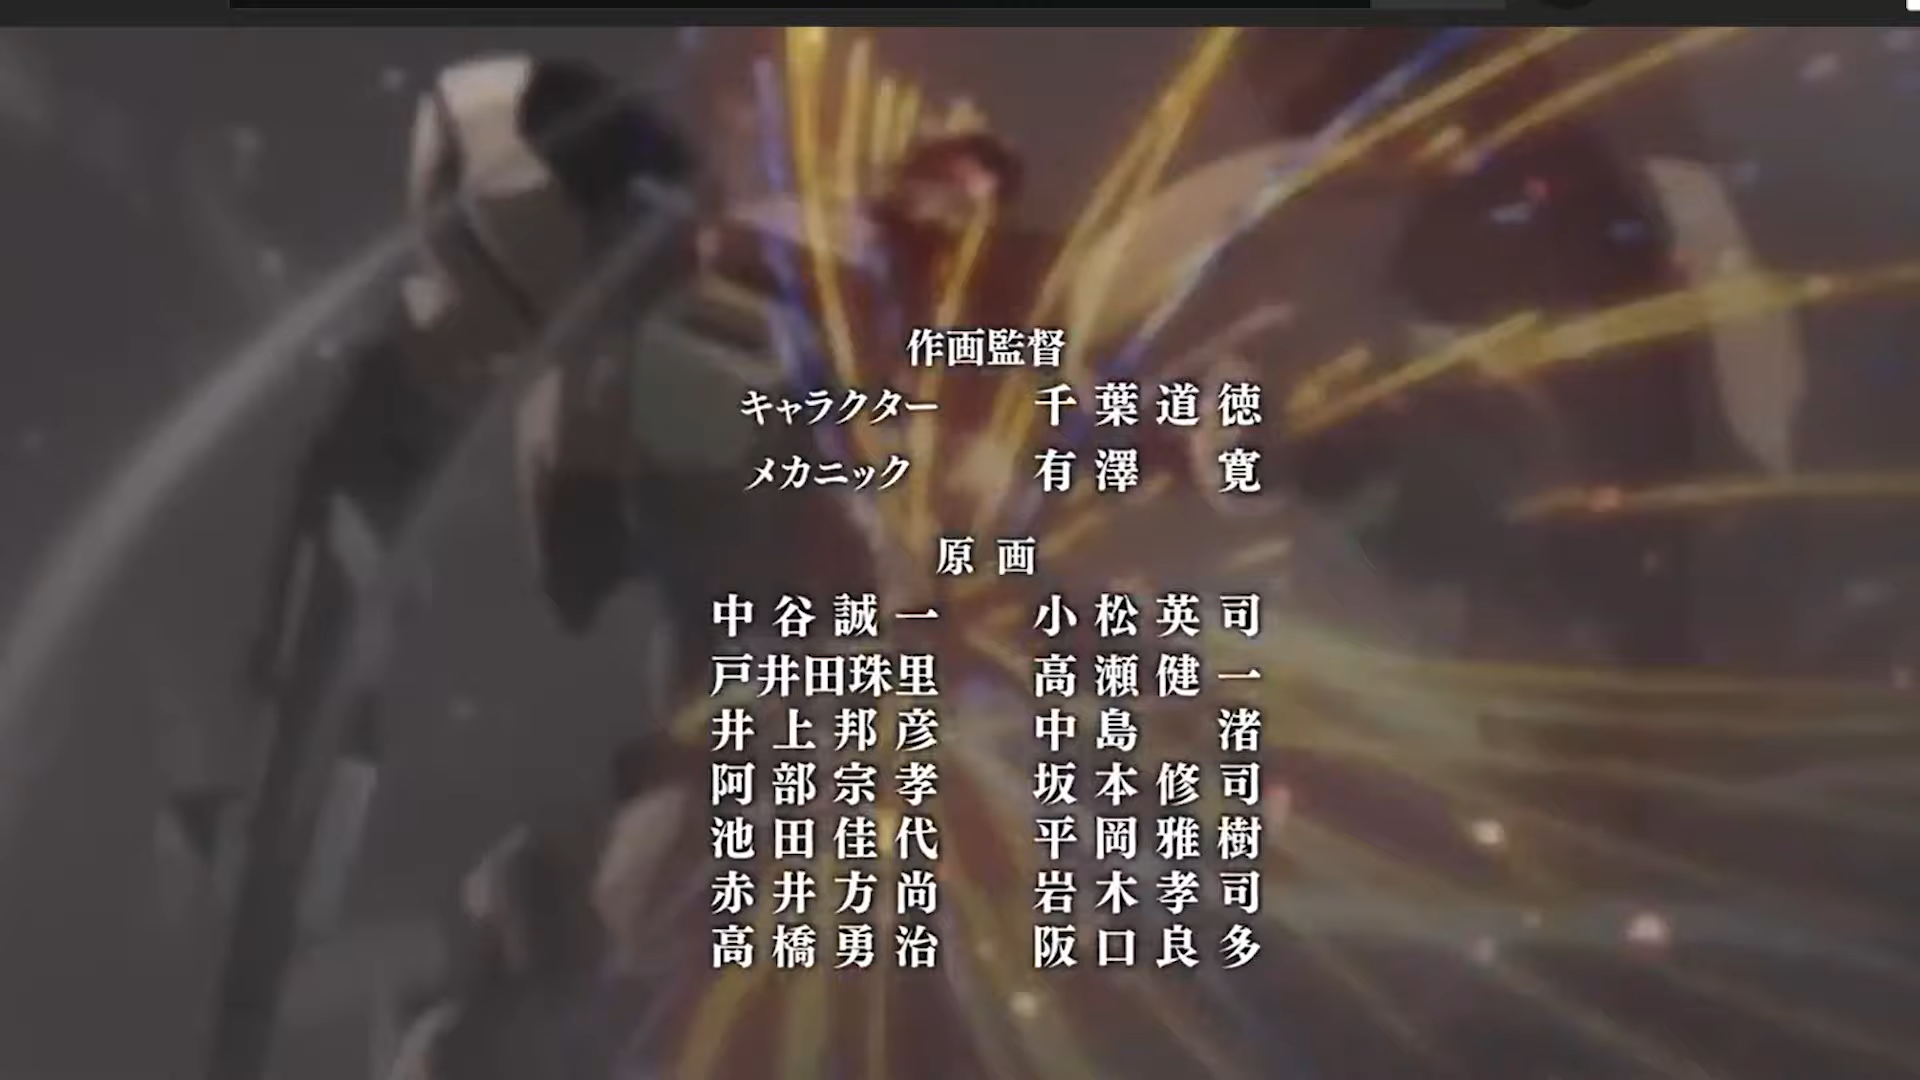 作画監督
キャラクター 千葉道徳
メカニック 有澤 寛
原画
中谷誠一 小松英司
戸井田珠里 高瀬健一
井上邦彦 中島 渚
阿部宗孝 坂本修司
池田佳代 平岡雅樹
赤井方尚 岩木孝司
高橋勇治 阪口良多